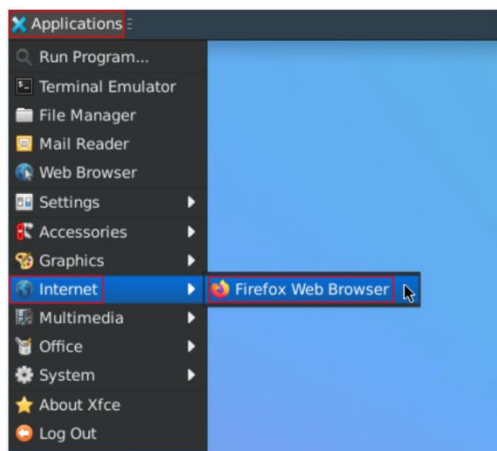 Applications
Run Program...
Terminal Emulator
File Manager
Mail Reader
Web Browser
Settings
Accessories
Graphics
Internet
Firefox Web Browser
Multimedia
Office
System
About Xfce
Log Out